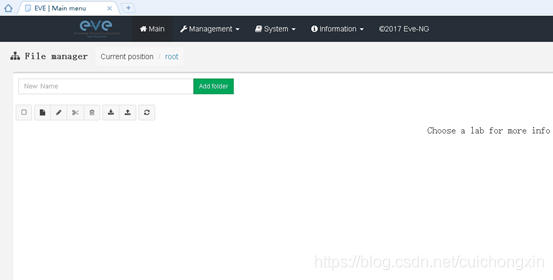 EVE | Main menu
eve
Main Management System Information ©2017 Eve-NG
File manager Current position / root
New Name Add folder
Choose a lab for more info
https://blog.csdn.net/cuichongxin